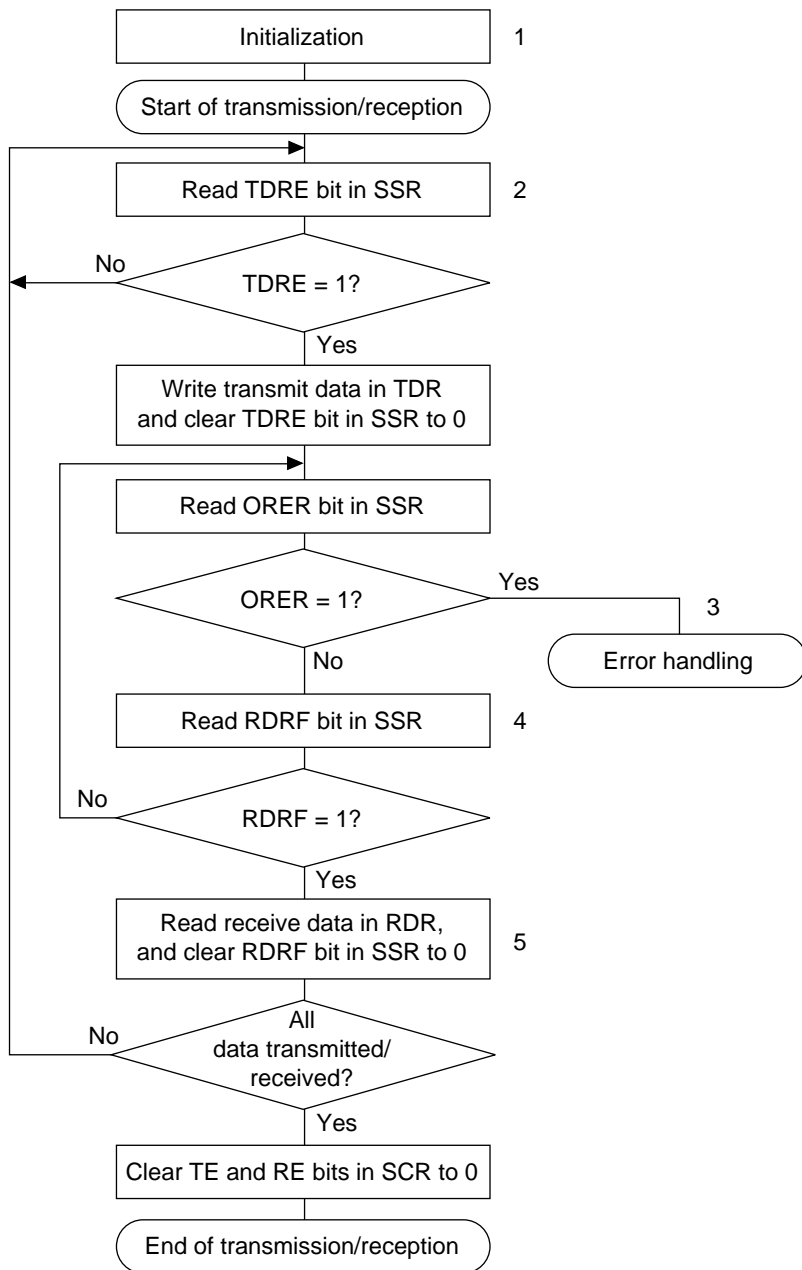 Initialization
1
Start of transmission/reception
Read TDRE bit in SSR
2
No
TDRE = 1?
Yes
Write transmit data in TDR
and clear TDRE bit in SSR to 0
Read ORER bit in SSR
Yes
ORER = 1?
3
No
Error handling
Read RDRF bit in SSR
4
No
RDRF = 1?
Yes
Read receive data in RDR,
and clear RDRF bit in SSR to 0
5
No
All
data transmitted/
received?
Yes
Clear TE and RE bits in SCR to 0
End of transmission/reception